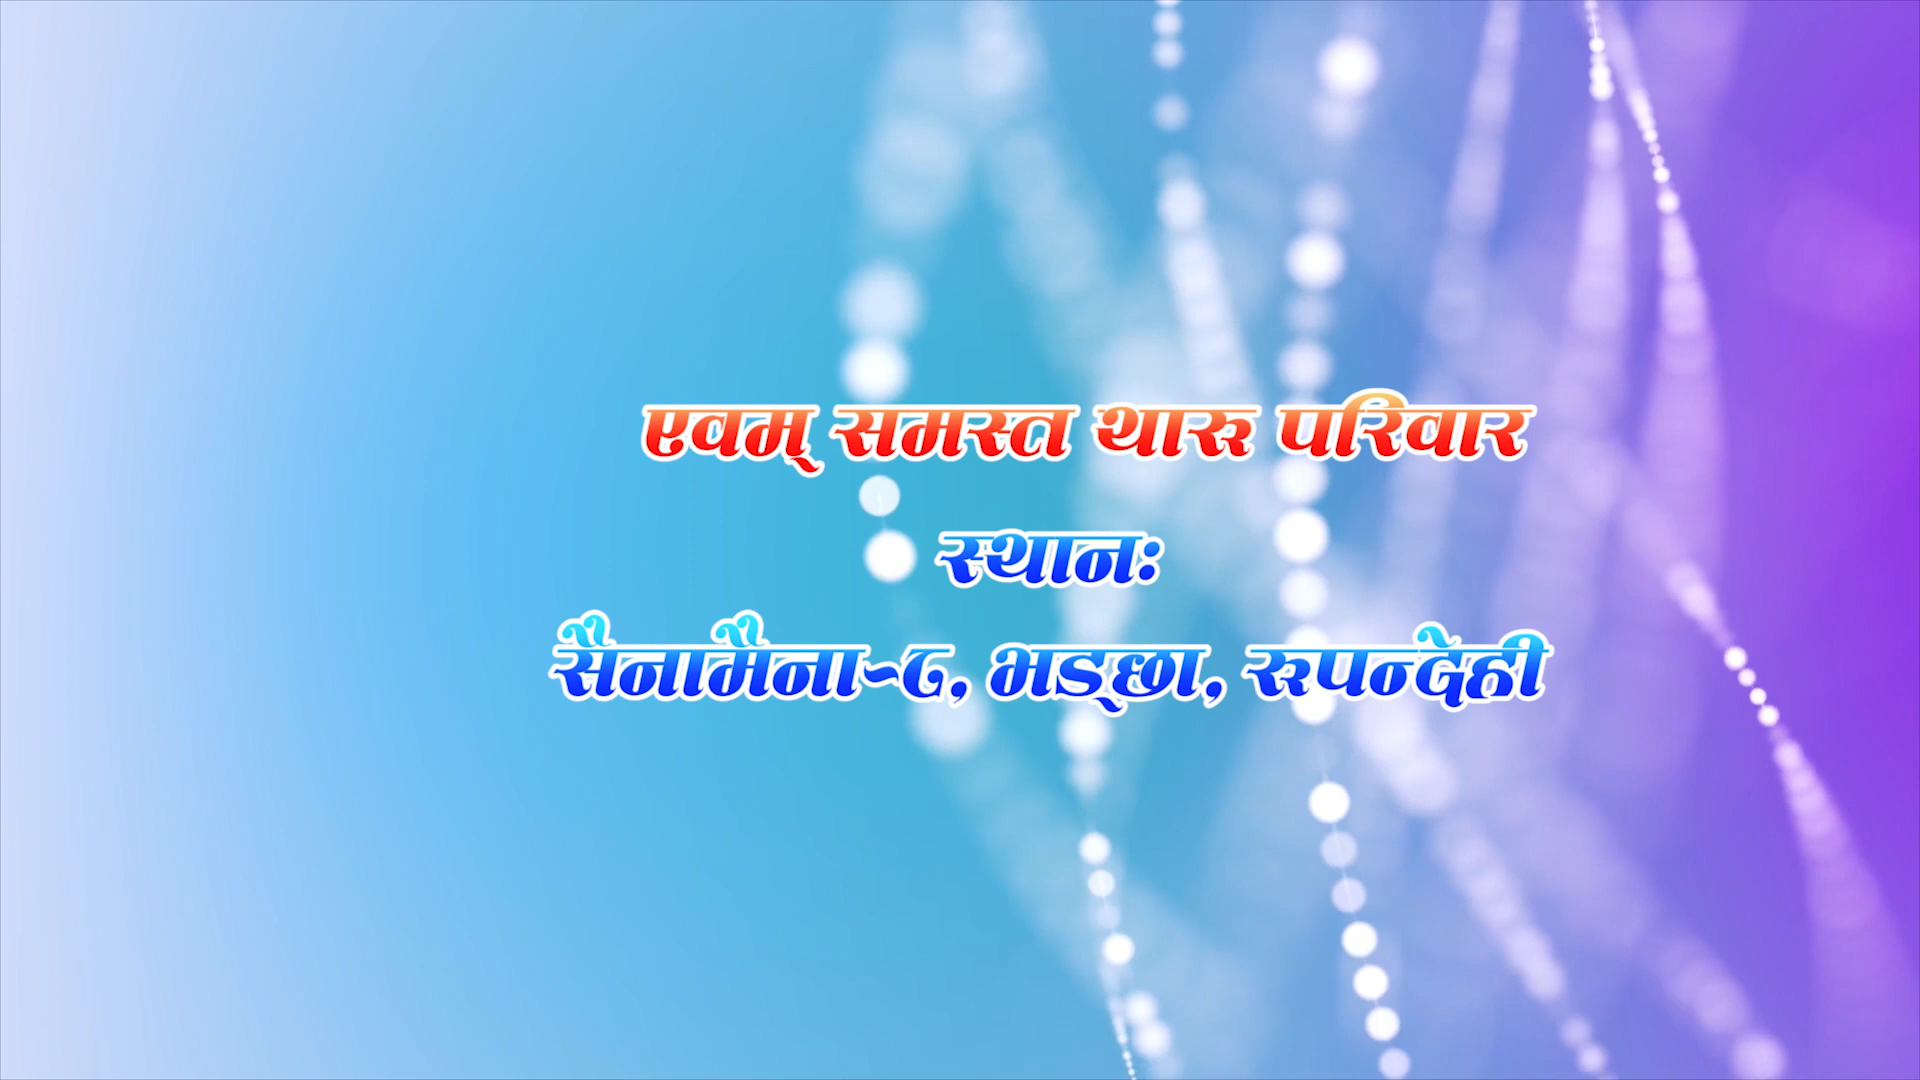 एवम् समस्त थारु परिवार
स्थानः
सैनामैना-८, भड्छा, रुपन्देही